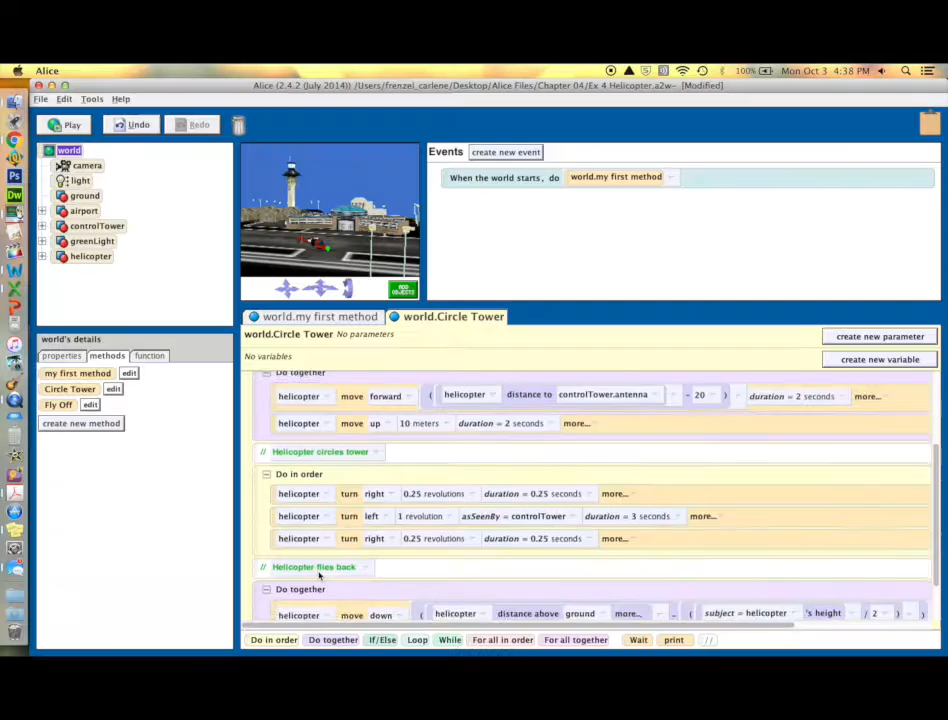 Alice 100% Mon Oct 3 4:38 PM
Alice (2.4.2 (July 2014)) /Users/frenzel_carlene/Desktop/Alice Files/Chapter 04/Ex 4 Helicopter.a2w~ [Modified]
File Edit Tools Help
Play Undo Redo
world
camera
light
ground
airport
controlTower
greenLight
helicopter
ADD OBJECTS
Events create new event
When the world starts, do world.my first method
world's details
properties methods function
my first method edit
Circle Tower edit
Fly Off edit
create new method
world.my first method world.Circle Tower
world.Circle Tower No parameters create new parameter
No variables create new variable
Do together
helicopter move forward ( helicopter distance to controlTower.antenna - 20 ) duration = 2 seconds more...
helicopter move up 10 meters duration = 2 seconds more...
// Helicopter circles tower
Do in order
helicopter turn right 0.25 revolutions duration = 0.25 seconds more...
helicopter turn left 1 revolution asSeenBy = controlTower duration = 3 seconds more...
helicopter turn right 0.25 revolutions duration = 0.25 seconds more...
// Helicopter flies back
Do together
helicopter move down ( helicopter distance above ground more... - ( subject = helicopter 's height / 2 ) )
Do in order Do together If/Else Loop While For all in order For all together Wait print //